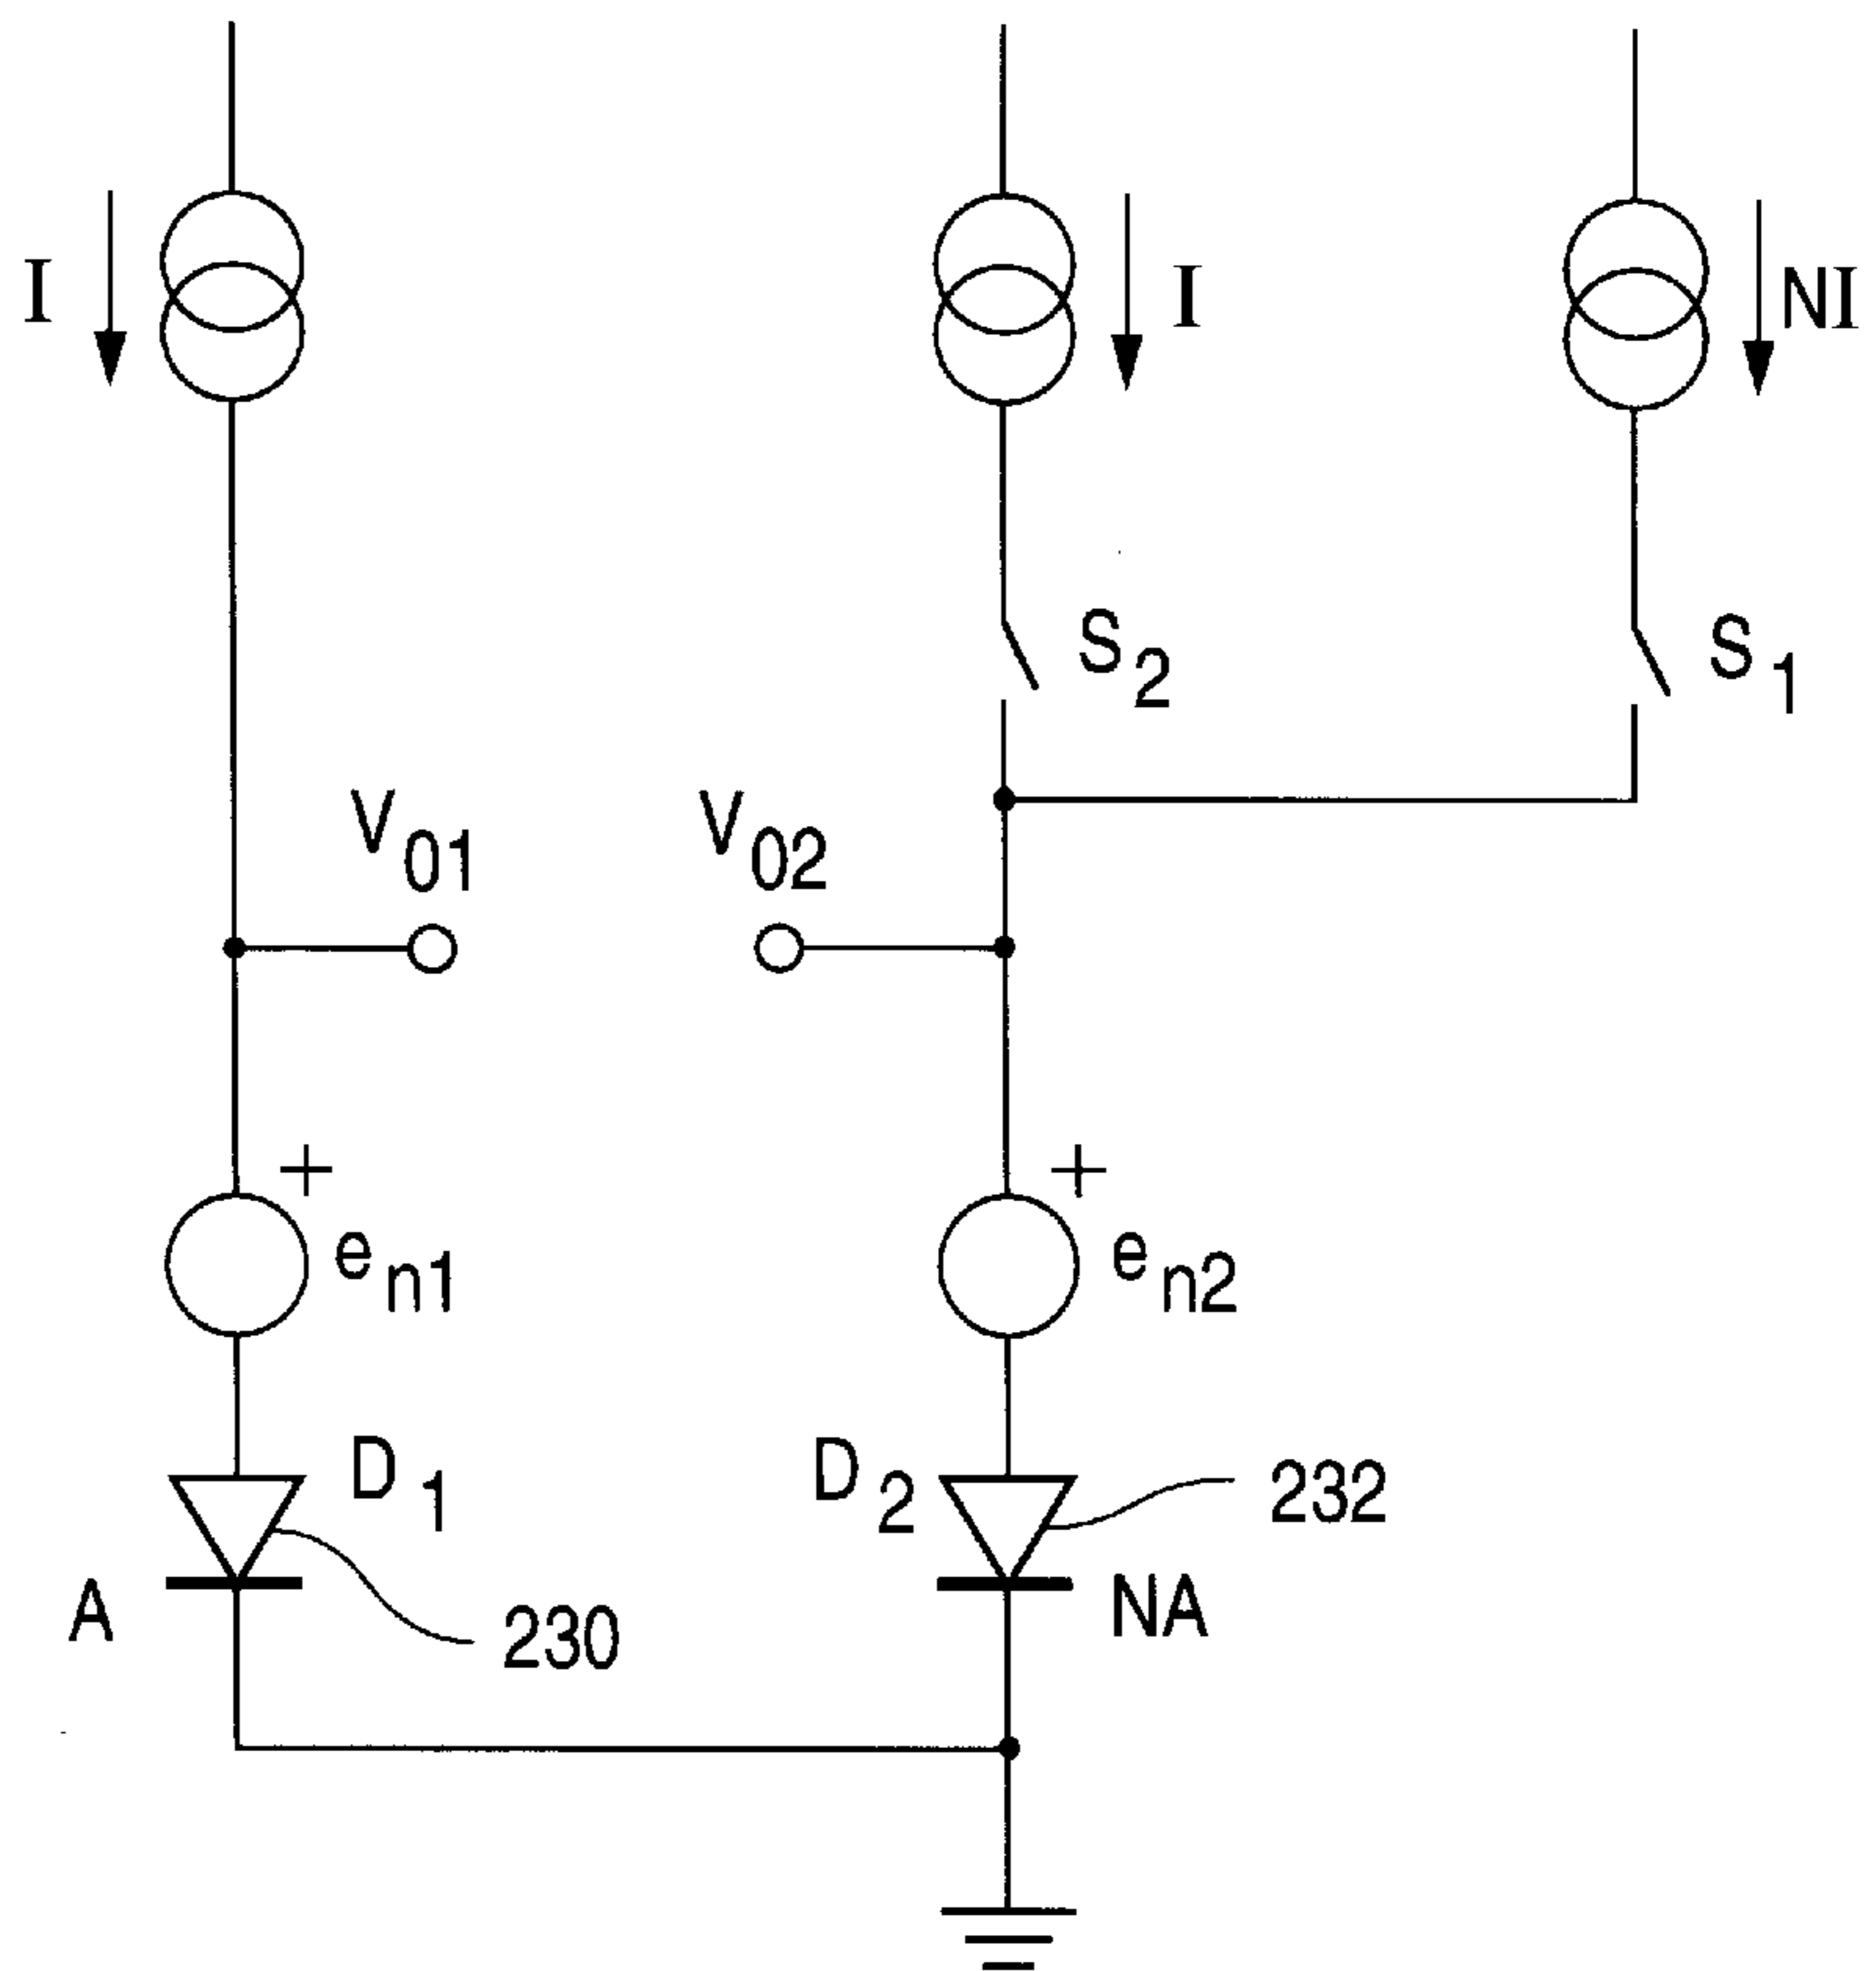 I
I
NI
S2
S1
V01
V02
+
+
en1
en2
D1
D2
232
A
230
NA